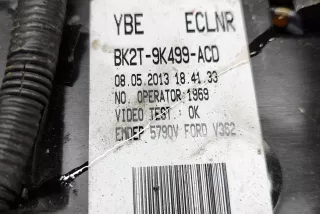 YBE ECLNR
BK2T-9K499-ACD
08.05.2013 18.41.33
NO. OPERATOR 1969
VIDEO TEST : OK
ENDEP 5790V FORD V362